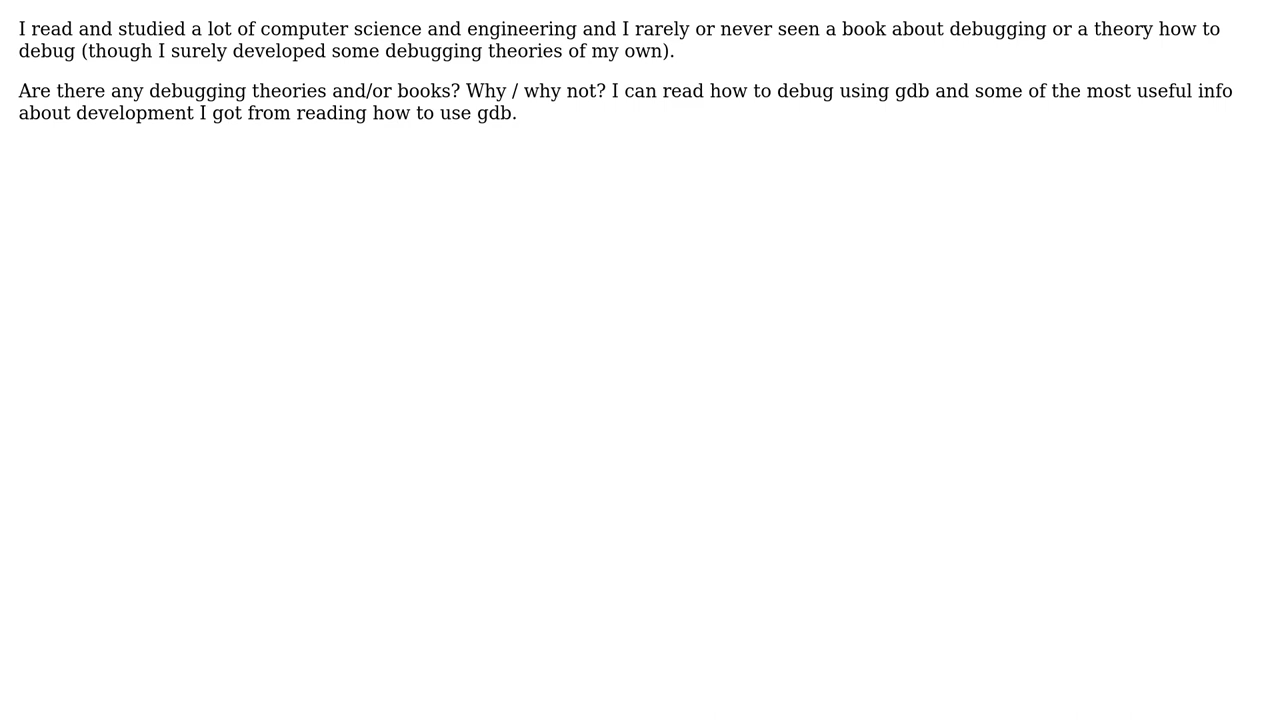 I read and studied a lot of computer science and engineering and I rarely or never seen a book about debugging or a theory how to
debug (though I surely developed some debugging theories of my own).
Are there any debugging theories and/or books? Why / why not? I can read how to debug using gdb and some of the most useful info
about development I got from reading how to use gdb.